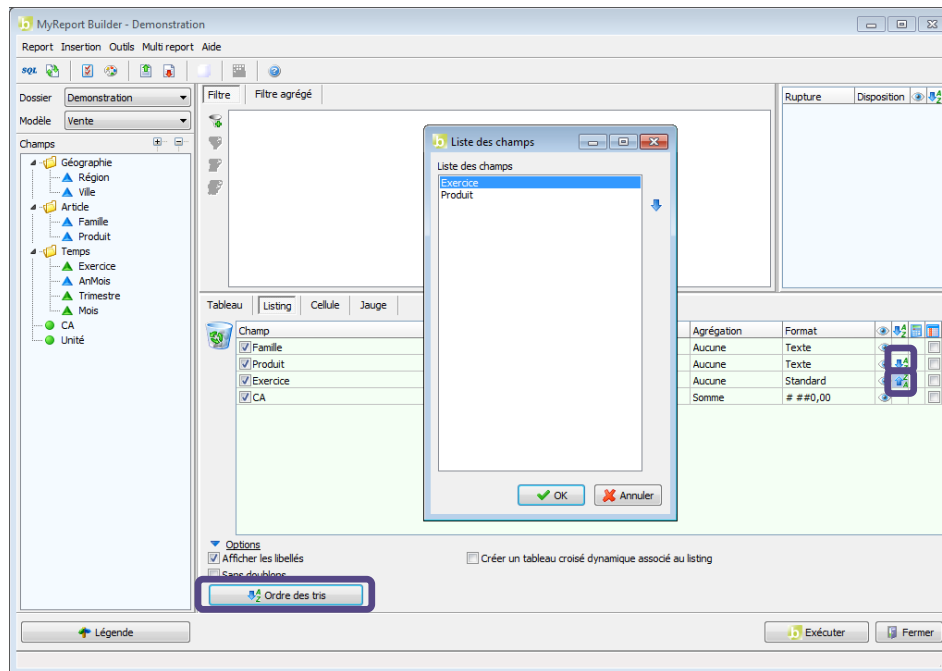 MyReport Builder - Demonstration
Report Insertion Outils Multi report Aide
SQL
Dossier Demonstration
Modèle Vente
Champs
Géographie
Région
Ville
Article
Famille
Produit
Temps
Exercice
AnMois
Trimestre
Mois
CA
Unité
Filtre Filtre agrégé
Rupture Disposition
Liste des champs
Liste des champs
Exercice
Produit
OK Annuler
Tableau Listing Cellule Jauge
Champ Agrégation Format
Famille Aucune Texte
Produit Aucune Texte
Exercice Aucune Standard
CA Somme # ##0,00
Options
Afficher les libellés Créer un tableau croisé dynamique associé au listing
Sans doublons
Ordre des tris
Légende Exécuter Fermer